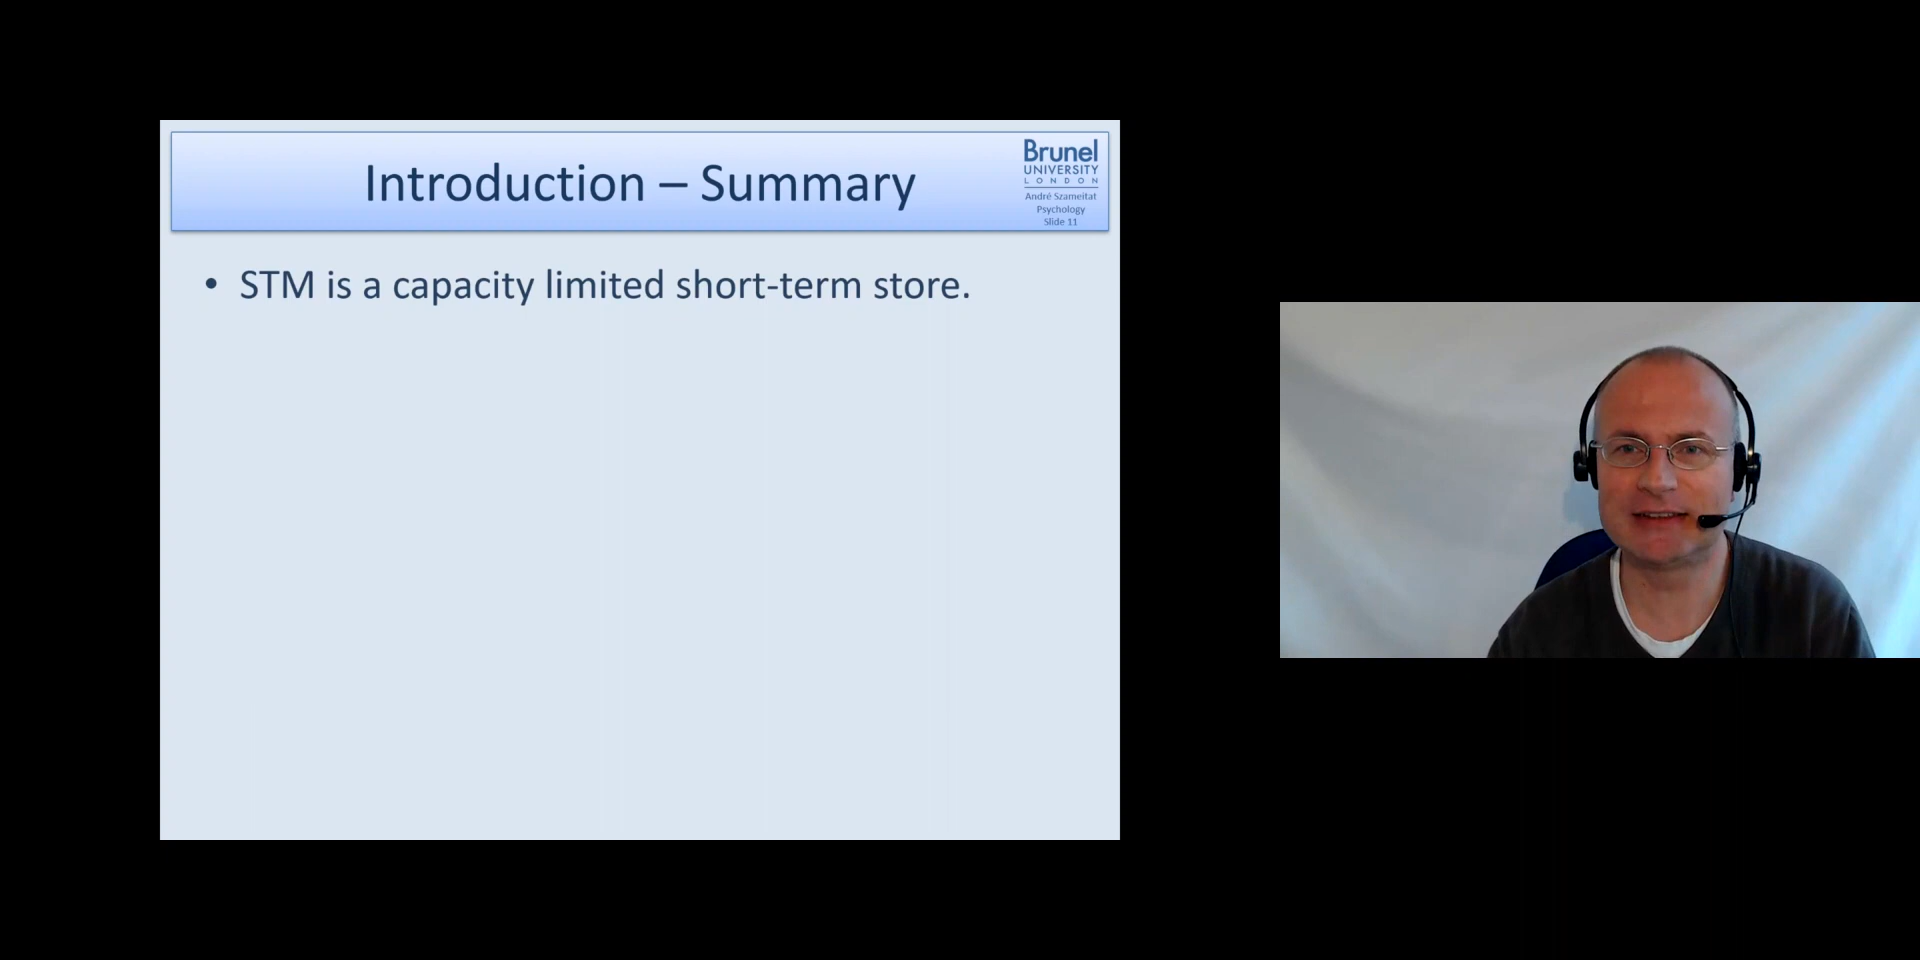 Introduction – Summary
Brunel
UNIVERSITY
LONDON
André Szameitat
Psychology
Slide 11
• STM is a capacity limited short-term store.